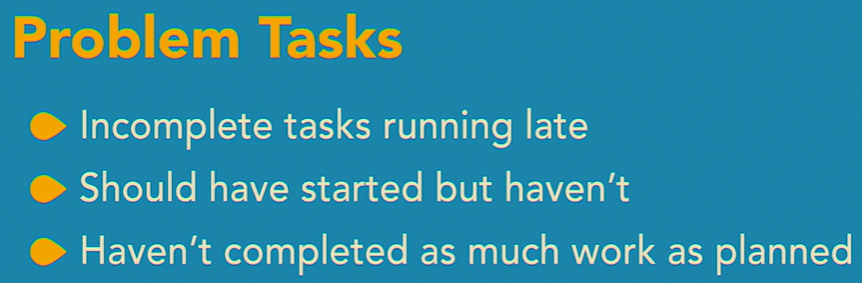 Problem Tasks
Incomplete tasks running late
Should have started but haven’t
Haven’t completed as much work as planned